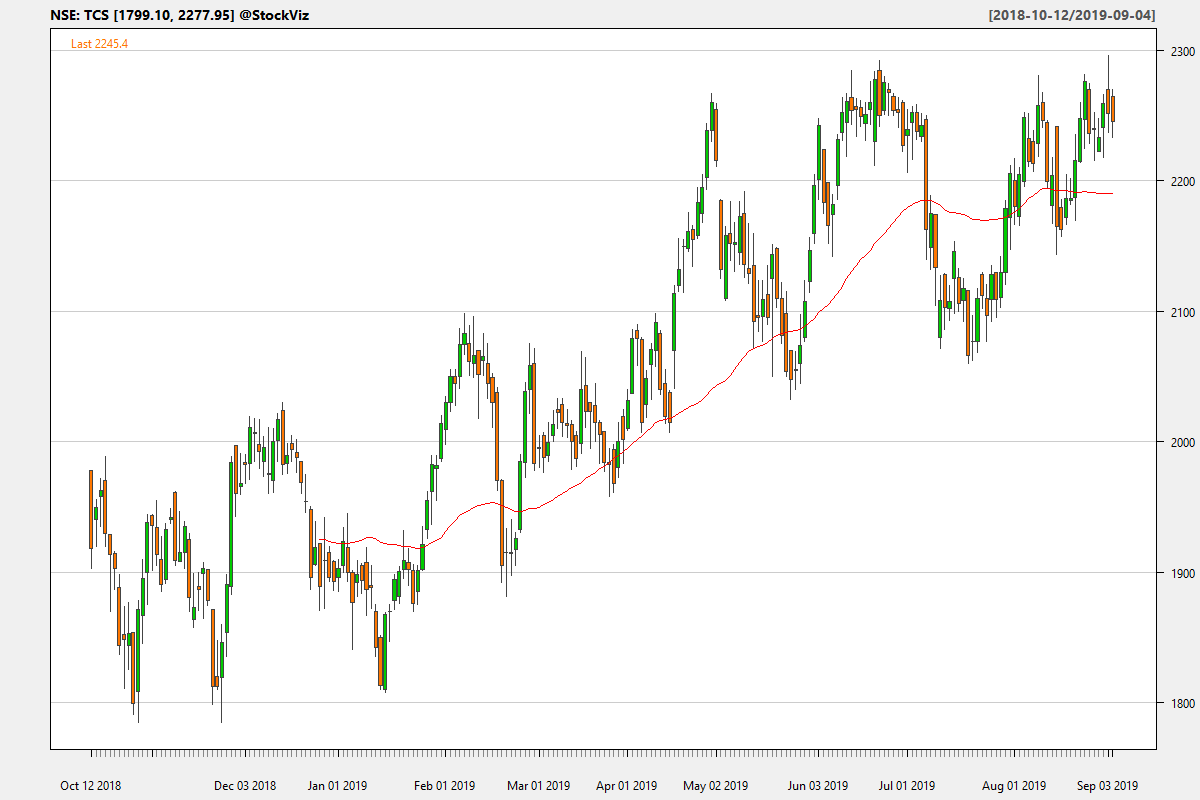 NSE: TCS [1799.10, 2277.95] @StockViz
[2018-10-12/2019-09-04]
Last 2245.4
2300
2200
2100
2000
1900
1800
Oct 12 2018
Dec 03 2018
Jan 01 2019
Feb 01 2019
Mar 01 2019
Apr 01 2019
May 02 2019
Jun 03 2019
Jul 01 2019
Aug 01 2019
Sep 03 2019